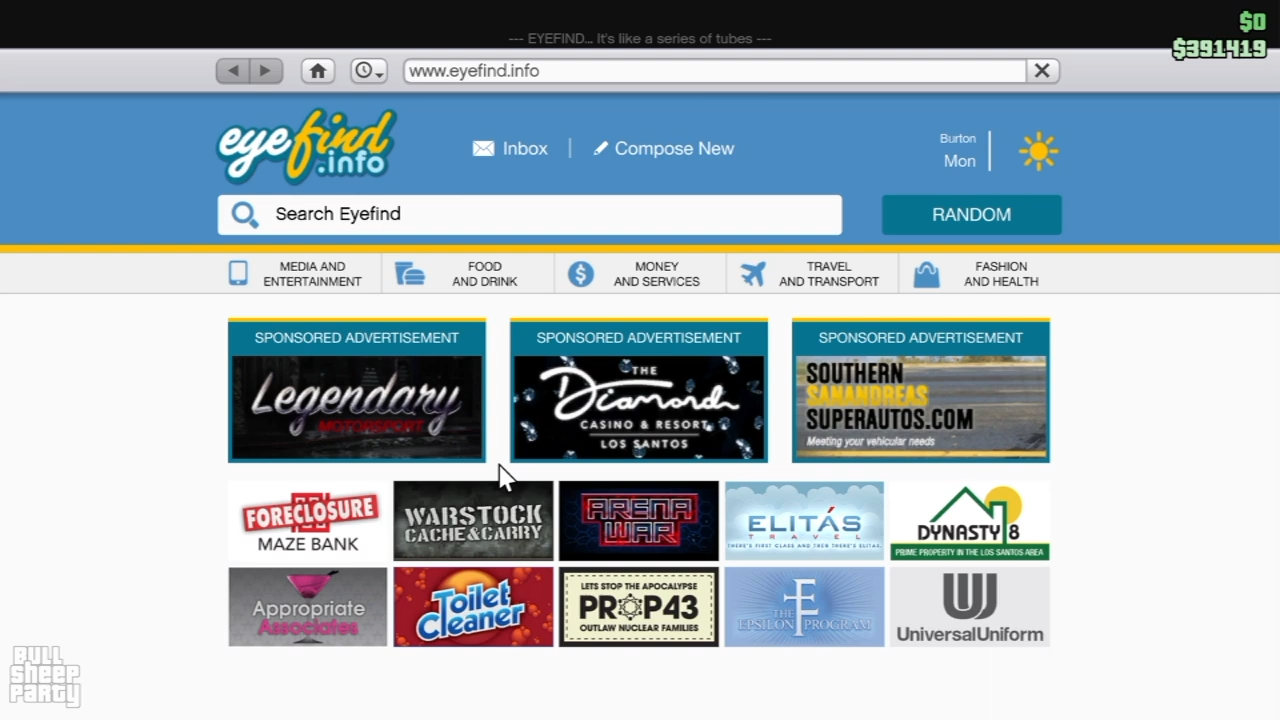 $0
--- EYEFIND... It's like a series of tubes ---
$391419
www.eyefind.info
eyefind
.info
Inbox
Compose New
Burton
Mon
Search Eyefind
RANDOM
MEDIA AND
ENTERTAINMENT
FOOD
AND DRINK
MONEY
AND SERVICES
TRAVEL
AND TRANSPORT
FASHION
AND HEALTH
SPONSORED ADVERTISEMENT
Legendary
MOTORSPORT
SPONSORED ADVERTISEMENT
THE
Diamond
CASINO & RESORT
LOS SANTOS
SPONSORED ADVERTISEMENT
SOUTHERN
SANANDREAS
SUPERAUTOS.COM
Meeting your vehicular needs
FORECLOSURE
MAZE BANK
WARSTOCK
CACHE&CARRY
ARENA
WAR
ELITÁS
TRAVEL
THERE'S FIRST CLASS AND THEN THERE'S ELITAS.
DYNASTY 8
PRIME PROPERTY IN THE LOS SANTOS AREA
Appropriate
Associates
Toilet
Cleaner
LETS STOP THE APOCALYPSE
PROP43
OUTLAW NUCLEAR FAMILIES
THE
EPSILON PROGRAM
UniversalUniform
BULL
Sheep
Party